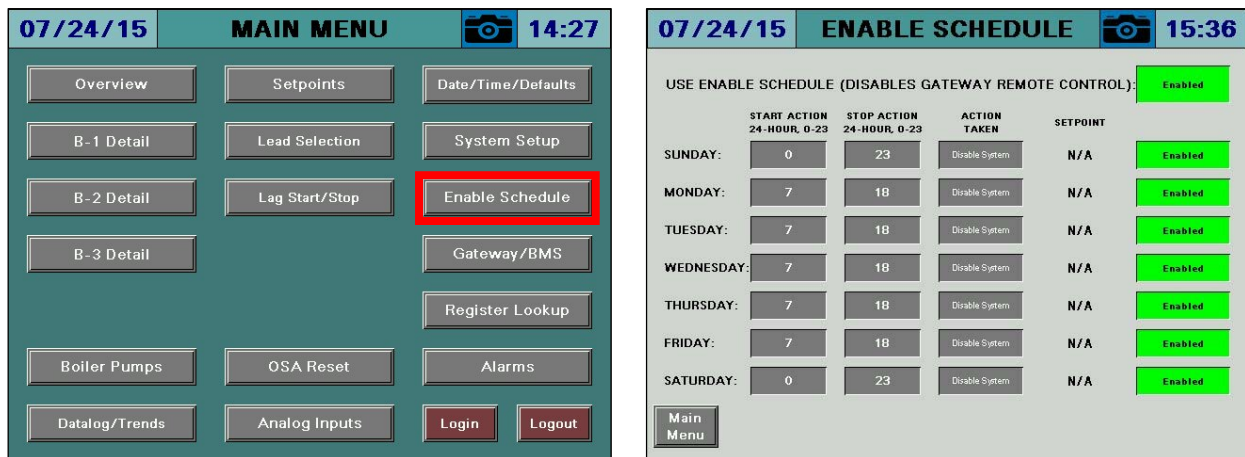 07/24/15 MAIN MENU 14:27
Overview Setpoints Date/Time/Defaults
B-1 Detail Lead Selection System Setup
B-2 Detail Lag Start/Stop Enable Schedule
B-3 Detail Gateway/BMS
Register Lookup
Boiler Pumps OSA Reset Alarms
Datalog/Trends Analog Inputs Login Logout
07/24/15 ENABLE SCHEDULE 15:36
USE ENABLE SCHEDULE (DISABLES GATEWAY REMOTE CONTROL): Enabled
START ACTION STOP ACTION ACTION SETPOINT
24-HOUR, 0-23 24-HOUR, 0-23 TAKEN
SUNDAY: 0 23 Disable System N/A Enabled
MONDAY: 7 18 Disable System N/A Enabled
TUESDAY: 7 18 Disable System N/A Enabled
WEDNESDAY: 7 18 Disable System N/A Enabled
THURSDAY: 7 18 Disable System N/A Enabled
FRIDAY: 7 18 Disable System N/A Enabled
SATURDAY: 0 23 Disable System N/A Enabled
Main
Menu